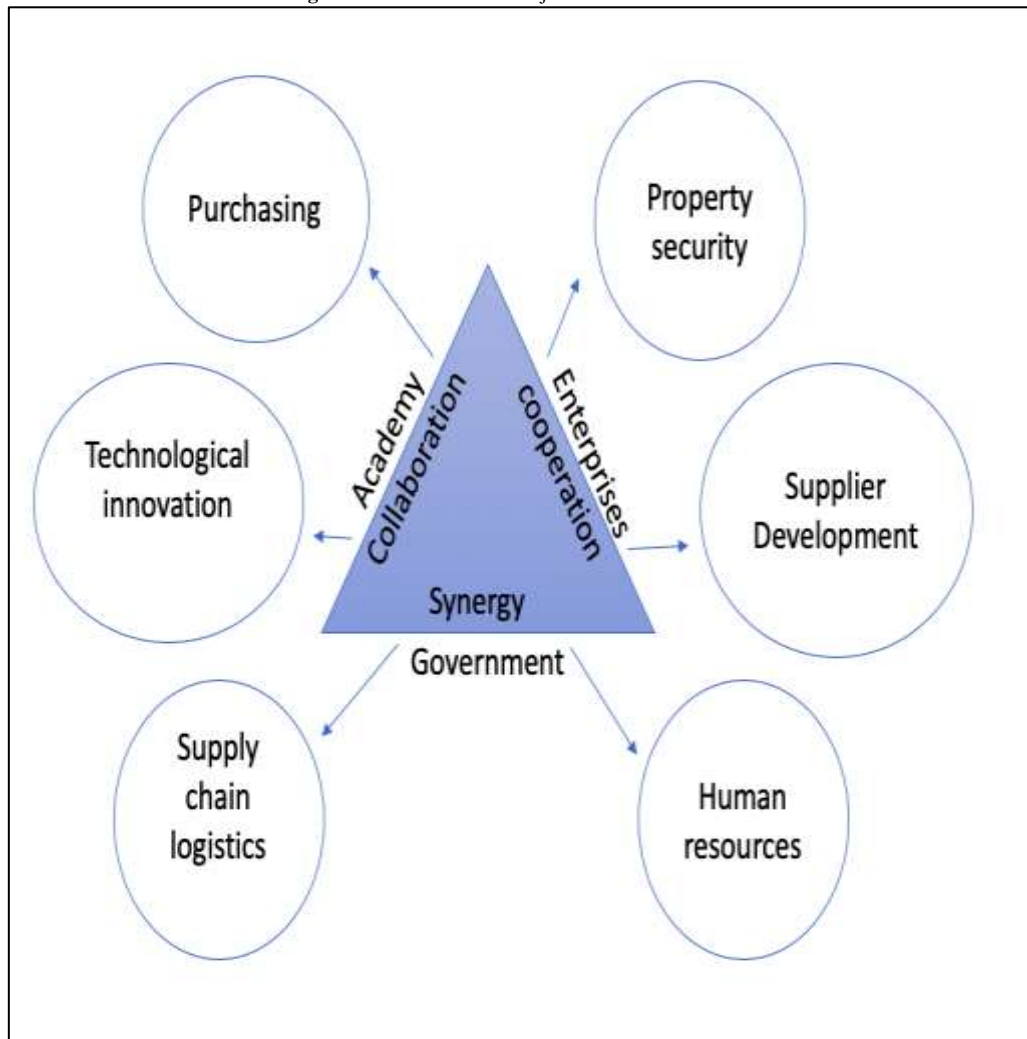 Purchasing
Property
security
Academy
Collaboration
Enterprises
cooperation
Technological
innovation
Supplier
Development
Synergy
Government
Supply
chain
logistics
Human
resources